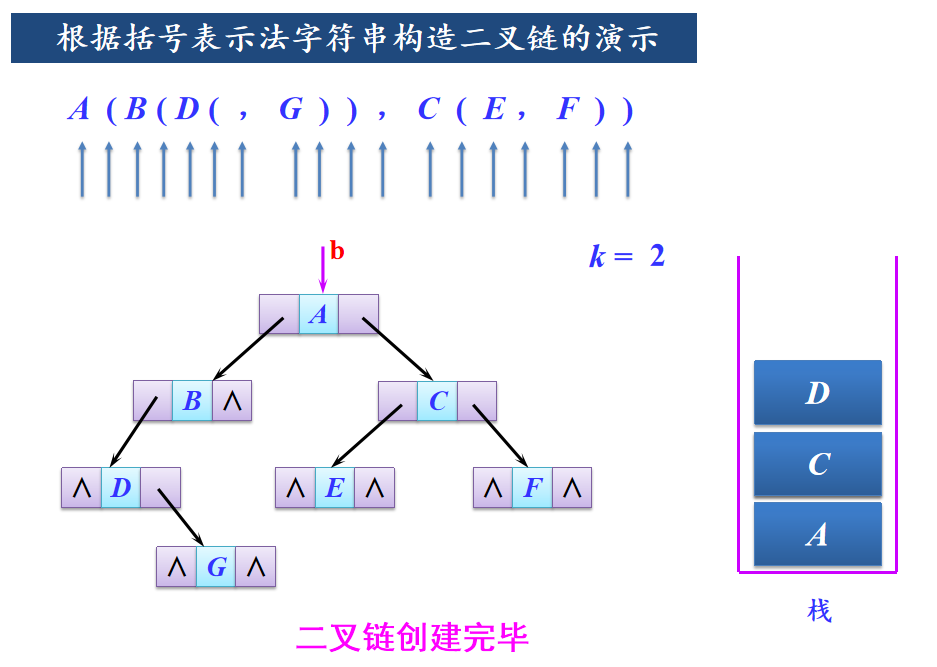 根据括号表示法字符串构造二叉链的演示
A ( B ( D ( , G ) ) , C ( E , F ) )
b
k = 2
A
B ∧
C
D
∧ D
∧ E ∧
∧ F ∧
C
∧ G ∧
A
栈
二叉链创建完毕